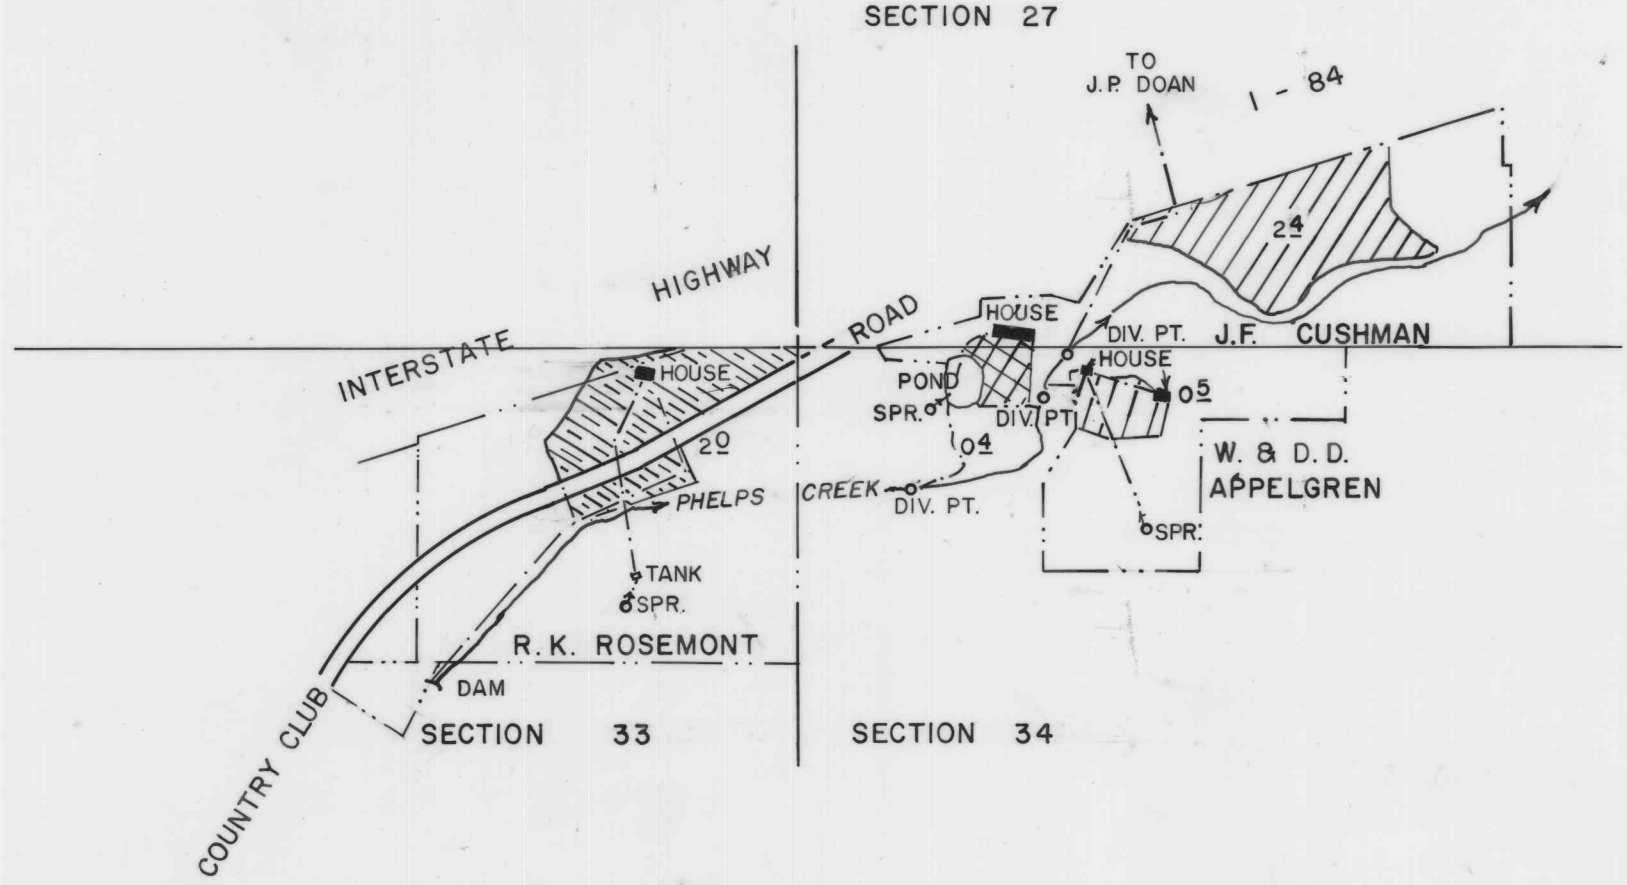 SECTION 27
TO
J.P. DOAN
I - 84
2 4
INTERSTATE HIGHWAY
COUNTRY CLUB ROAD
HOUSE
DIV. PT.
J.F. CUSHMAN
HOUSE
HOUSE
POND
SPR.
DIV. PT.
0 5
2 0
0 4
W. & D. D.
APPELGREN
PHELPS CREEK
DIV. PT.
SPR.
TANK
SPR.
R. K. ROSEMONT
DAM
SECTION 33
SECTION 34